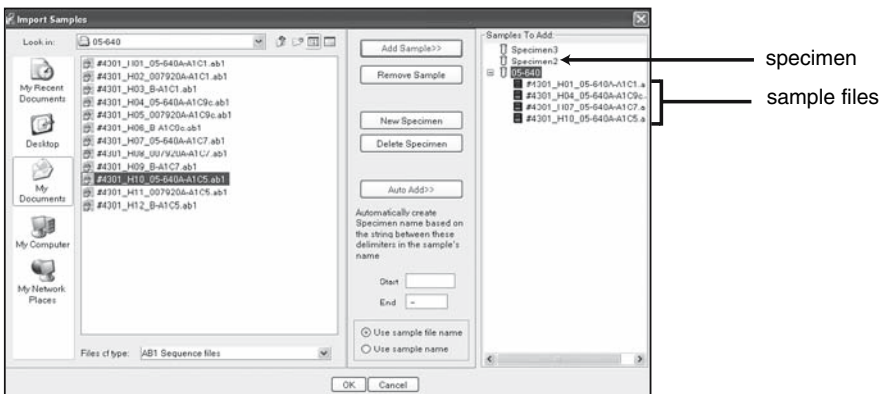 Import Samples
Look in: 05-640
My Recent
Documents
Desktop
My
Documents
My Computer
My Network
Places
#4301_H01_05-640A-A1C1.ab1
#4301_H02_007920A-A1C1.ab1
#4301_H03_B-A1C1.ab1
#4301_H04_05-640A-A1C9c.ab1
#4301_H05_007920A-A1C9c.ab1
#4301_H06_B A1C9c.ab1
#4301_H07_05-640A-A1C7.ab1
#4301_H08_007920A-A1C7.ab1
#4301_H09_B-A1C7.ab1
#4301_H10_05-640A-A1C5.ab1
#4301_H11_007920A-A1C5.ab1
#4301_H12_B-A1C5.ab1
Files of type: AB1 Sequence files
Add Sample>>
Remove Sample
New Specimen
Delete Specimen
Auto Add>>
Automatically create
Specimen name based on
the string between these
delimiters in the sample's
name
Start
End -
Use sample file name
Use sample name
Samples To Add:
Specimen3
Specimen2
05-640
#4301_H01_05-640A-A1C1.a
#4301_H04_05-640A-A1C9c.
#4301_H07_05-640A-A1C7.a
#4301_H10_05-640A-A1C5.a
OK
Cancel
specimen
sample files